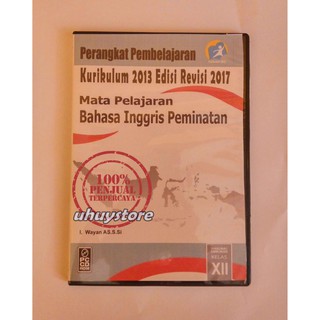 Perangkat Pembelajaran
Kurikulum 2013 Edisi Revisi 2017
Mata Pelajaran
Bahasa Inggris Peminatan
100%
PENJUAL
TERPERCAYA
uhuystore
I. Wayan AS.S.Si
KELAS
XII